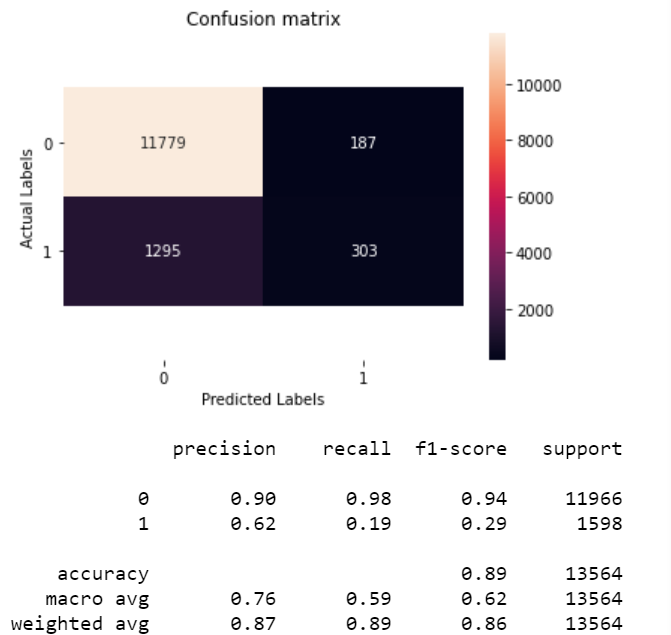 Confusion matrix
0
11779
187
Actual Labels
1
1295
303
0
1
Predicted Labels
10000
8000
6000
4000
2000
precision recall f1-score support
0 0.90 0.98 0.94 11966
1 0.62 0.19 0.29 1598
accuracy 0.89 13564
macro avg 0.76 0.59 0.62 13564
weighted avg 0.87 0.89 0.86 13564